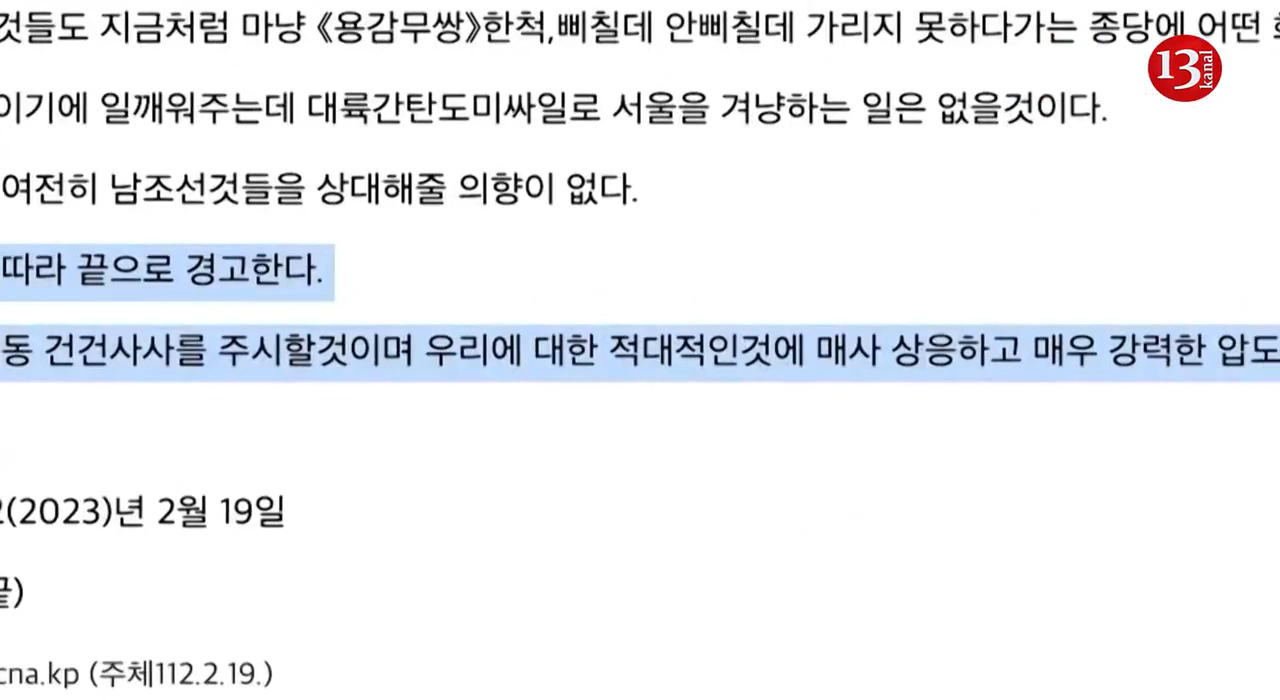 것들도 지금처럼 마냥 《용감무쌍》한척,삐칠데 안삐칠데 가리지 못하다가는 종당에 어떤
13 kanal
이기에 일깨워주는데 대륙간탄도미싸일로 서울을 겨냥하는 일은 없을것이다.
여전히 남조선것들을 상대해줄 의향이 없다.
따라 끝으로 경고한다.
동 건건사사를 주시할것이며 우리에 대한 적대적인것에 매사 상응하고 매우 강력한 압도
2(2023)년 2월 19일
끝)
cna.kp (주체112.2.19.)